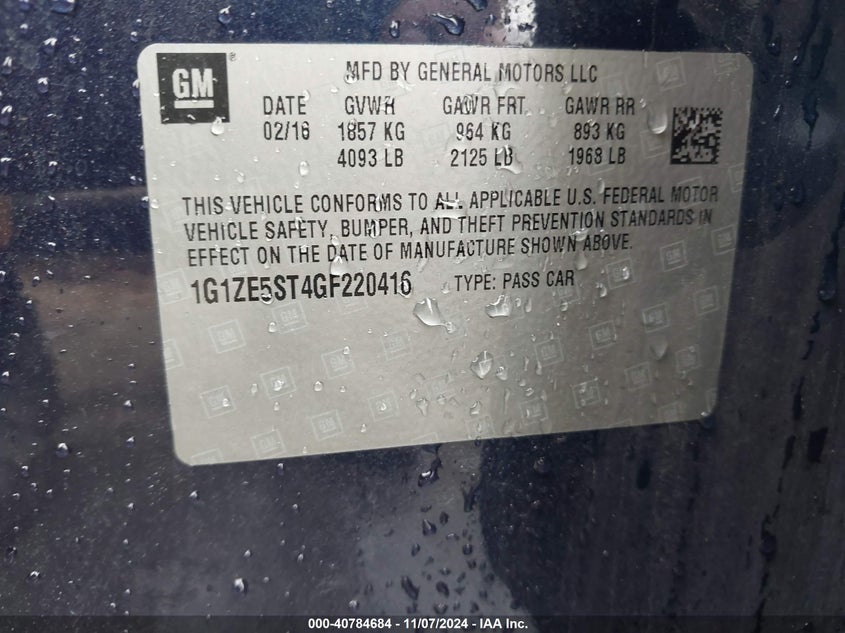 GM
MFD BY GENERAL MOTORS LLC
DATE GVWR GAWR FRT GAWR RR
02/16 1857 KG 964 KG 893 KG
4093 LB 2125 LB 1968 LB
THIS VEHICLE CONFORMS TO ALL APPLICABLE U.S. FEDERAL MOTOR
VEHICLE SAFETY, BUMPER, AND THEFT PREVENTION STANDARDS IN
EFFECT ON THE DATE OF MANUFACTURE SHOWN ABOVE.
1G1ZE5ST4GF220416 TYPE: PASS CAR
000-40784684 - 11/07/2024 - IAA Inc.